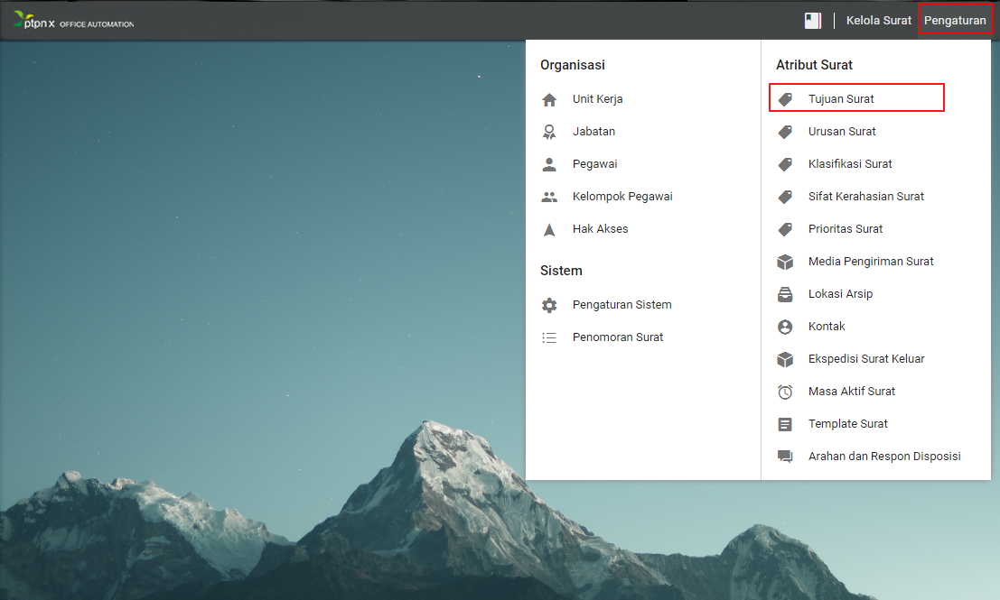 ptpn x OFFICE AUTOMATION
Kelola Surat
Pengaturan
Organisasi
Unit Kerja
Jabatan
Pegawai
Kelompok Pegawai
Hak Akses
Sistem
Pengaturan Sistem
Penomoran Surat
Atribut Surat
Tujuan Surat
Urusan Surat
Klasifikasi Surat
Sifat Kerahasian Surat
Prioritas Surat
Media Pengiriman Surat
Lokasi Arsip
Kontak
Ekspedisi Surat Keluar
Masa Aktif Surat
Template Surat
Arahan dan Respon Disposisi